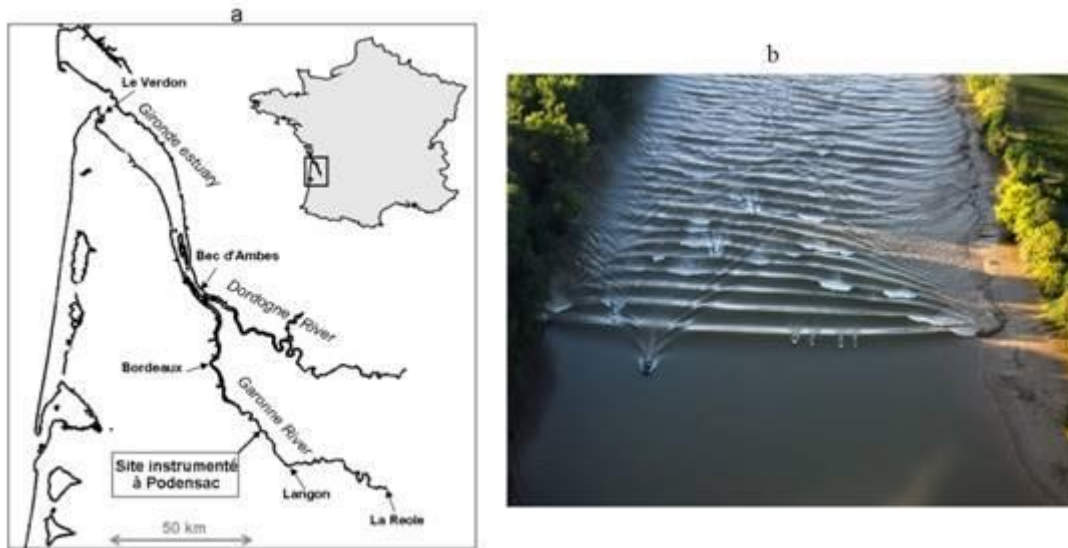 a
b
Le Verdon
Gironde estuary
Bec d'Ambes
Dordogne River
Bordeaux
Garonne River
Site instrumenté
à Podensac
Langon
La Reole
50 km